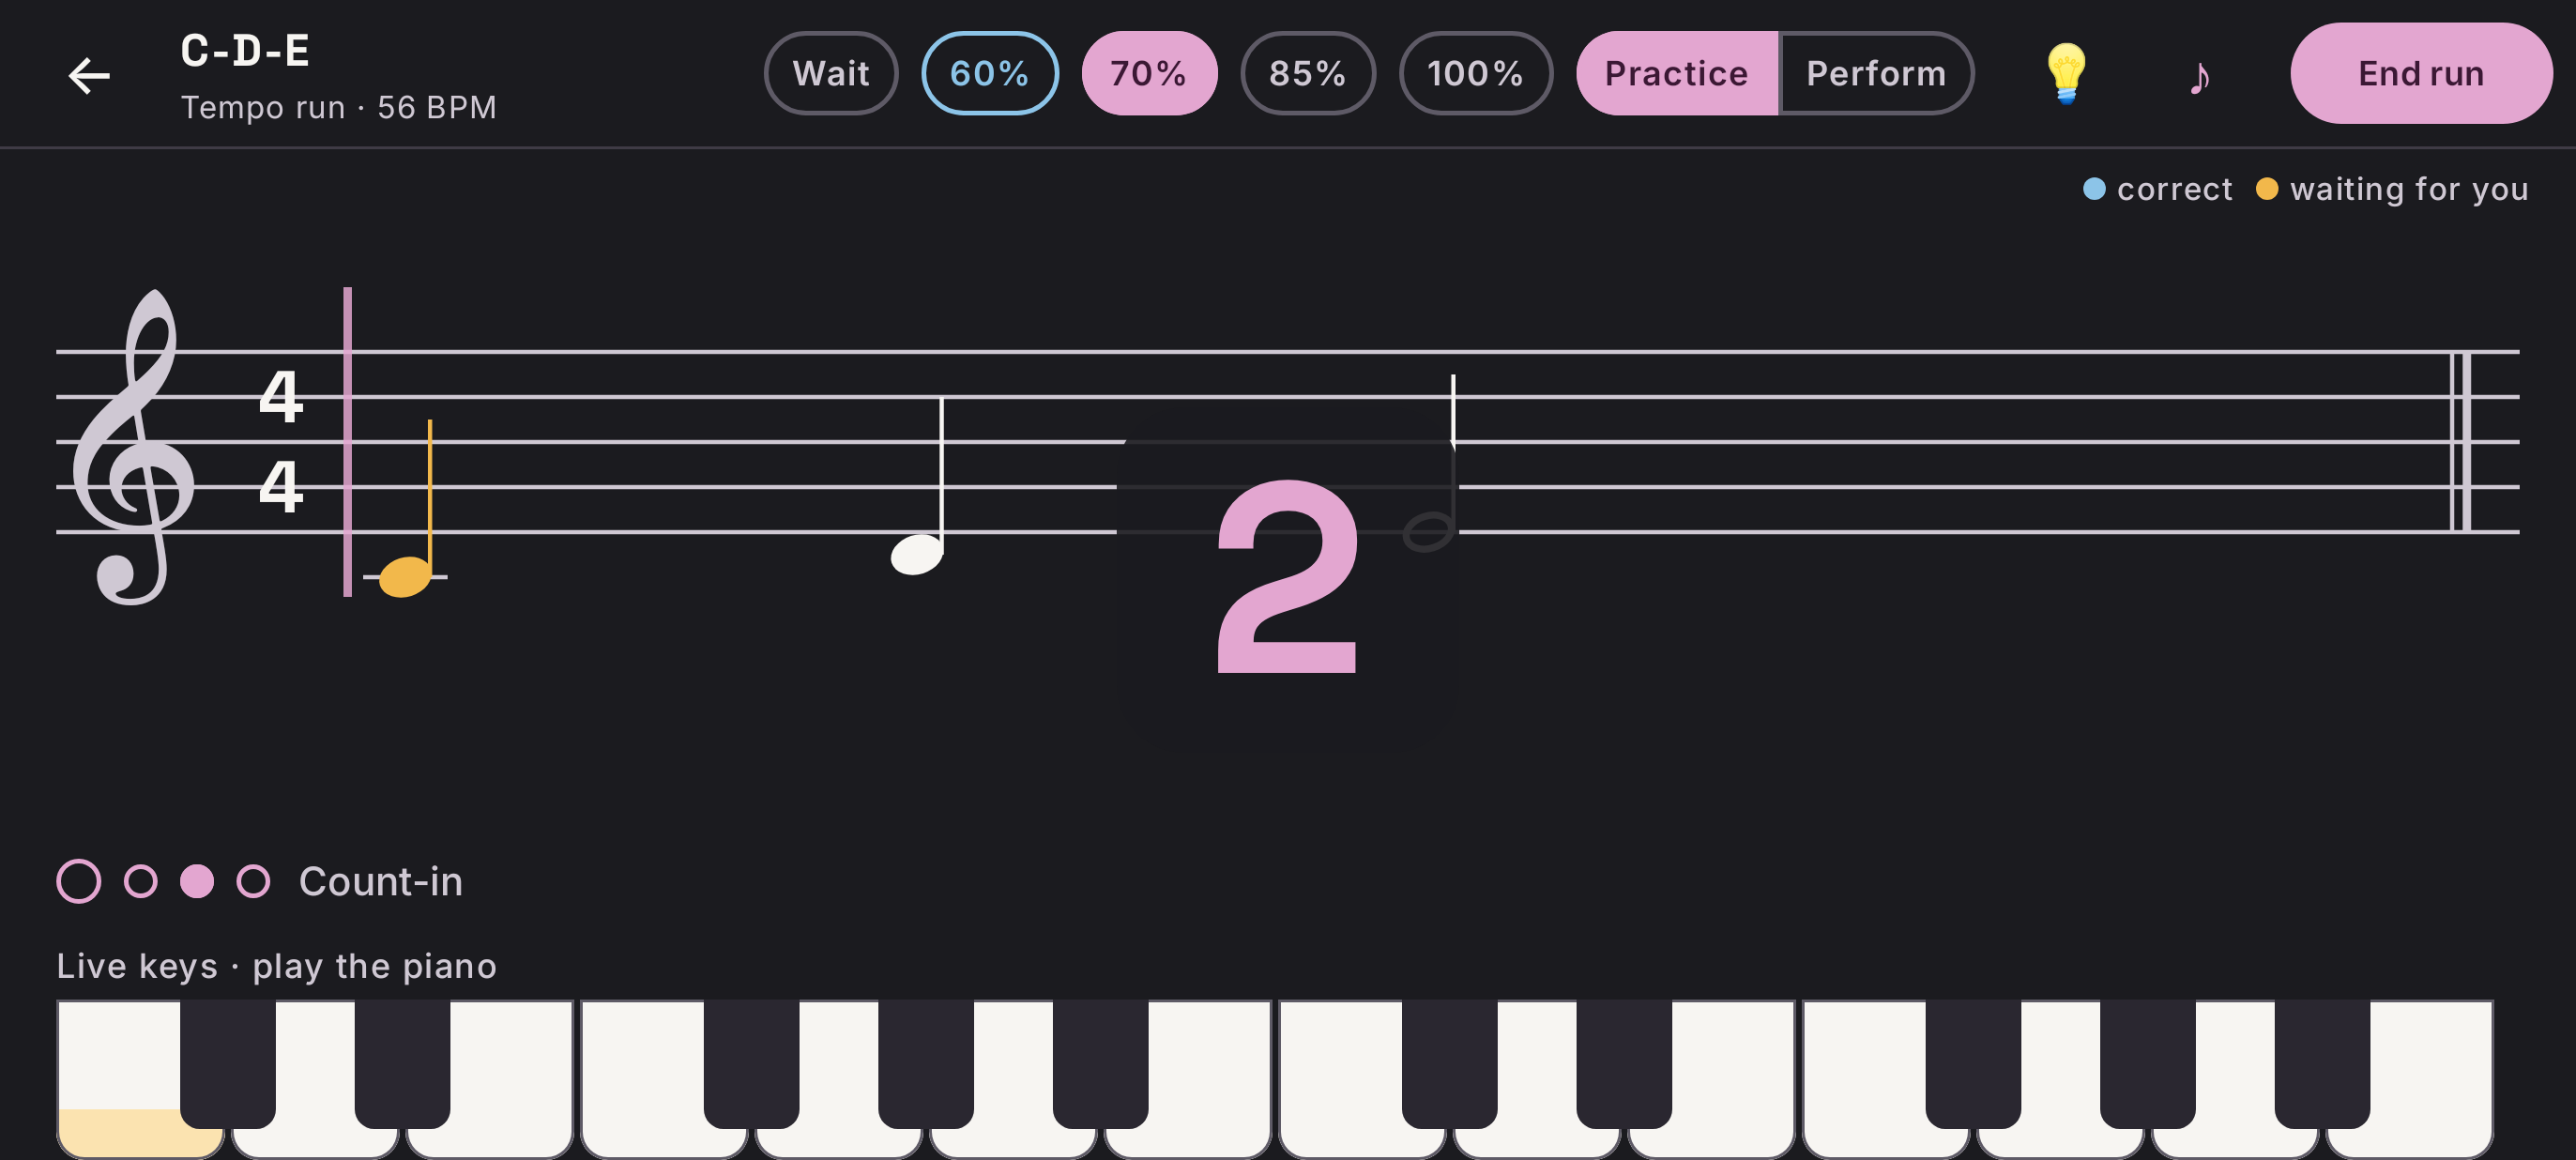 C-D-E
Tempo run · 56 BPM
Wait
60%
70%
85%
100%
Practice
Perform
End run
correct
waiting for you
4
4
2
Count-in
Live keys · play the piano